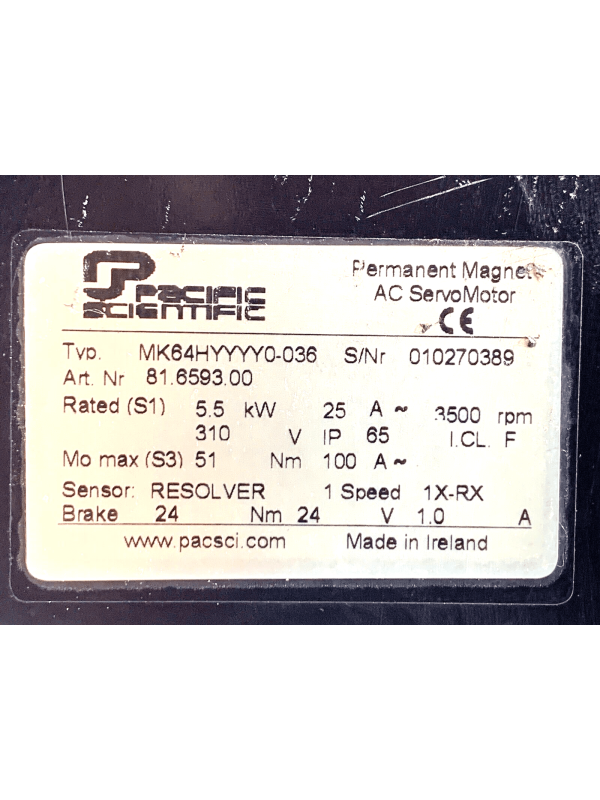 PACIFIC
SCIENTIFIC
Permanent Magnet
AC ServoMotor
CE
Typ. MK64HYYYY0-036 S/Nr 010270389
Art. Nr 81.6593.00
Rated (S1) 5.5 kW 25 A ~ 3500 rpm
310 V IP 65 I.CL. F
Mo max (S3) 51 Nm 100 A ~
Sensor: RESOLVER 1 Speed 1X-RX
Brake 24 Nm 24 V 1.0 A
www.pacsci.com Made in Ireland